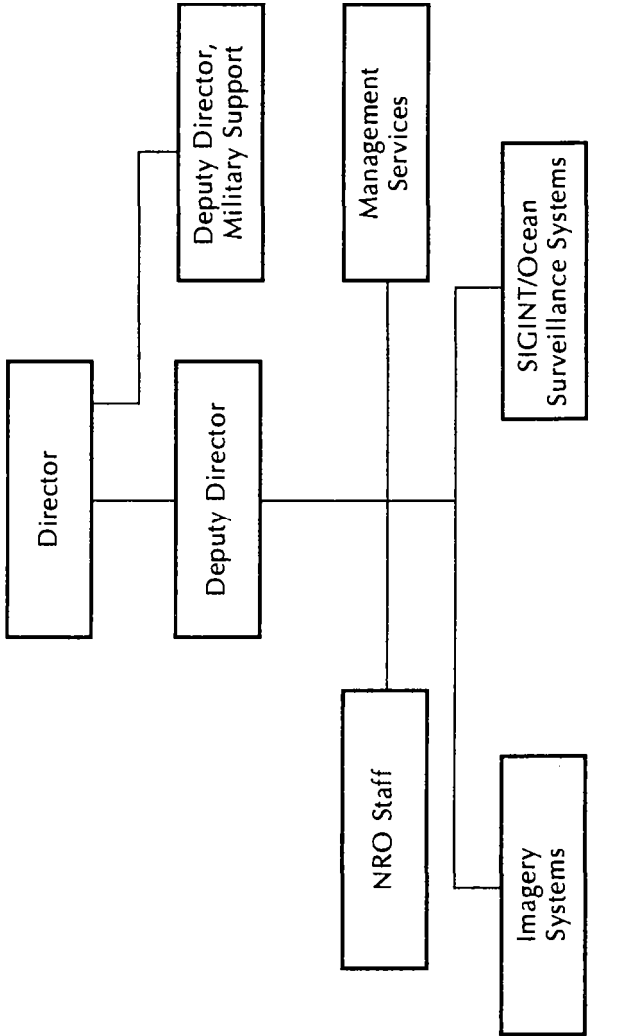 Director
Deputy Director
Deputy Director,
Military Support
NRO Staff
Management
Services
Imagery
Systems
SIGINT/Ocean
Surveillance Systems